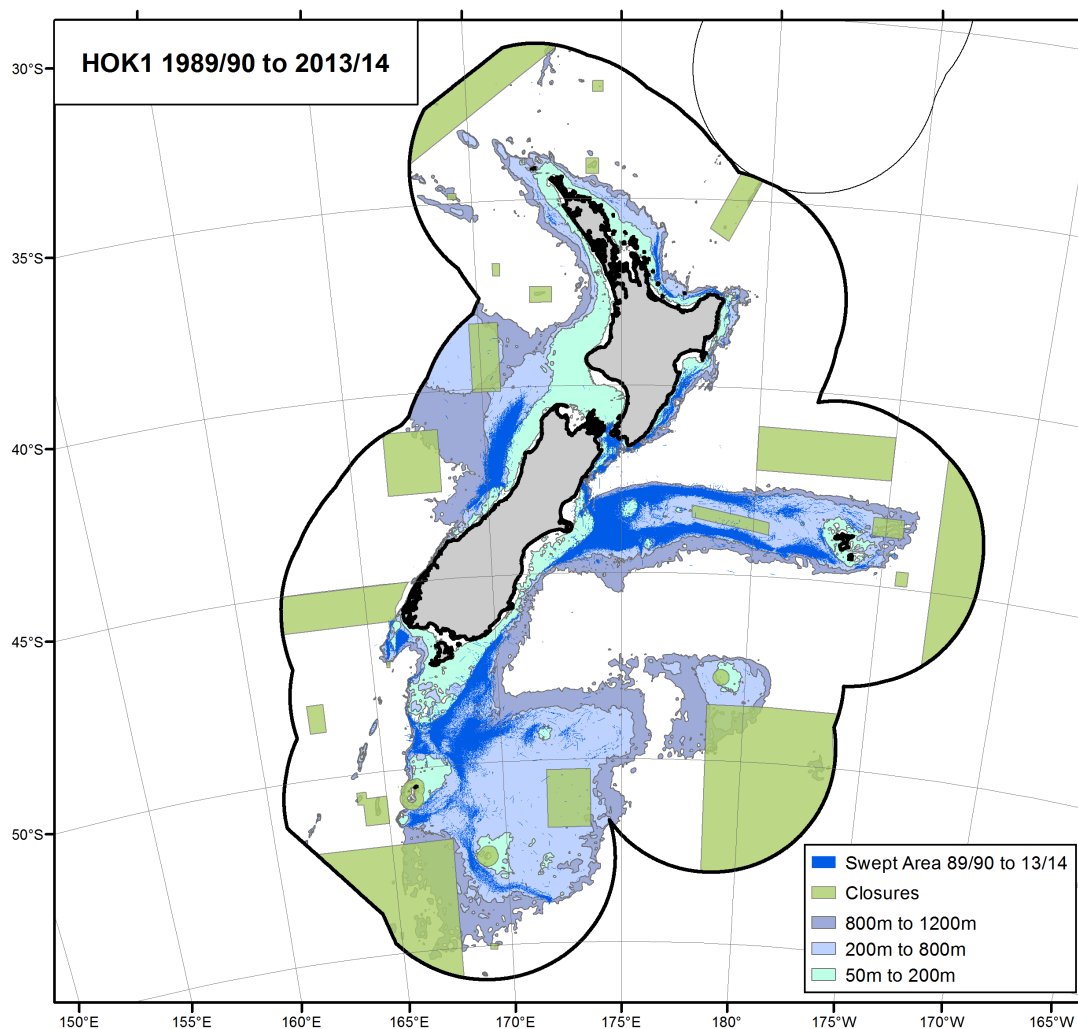 HOK1 1989/90 to 2013/14
30°S
35°S
40°S
45°S
50°S
Swept Area 89/90 to 13/14
Closures
800m to 1200m
200m to 800m
50m to 200m
150°E 155°E 160°E 165°E 170°E 175°E 180° 175°W 170°W 165°W